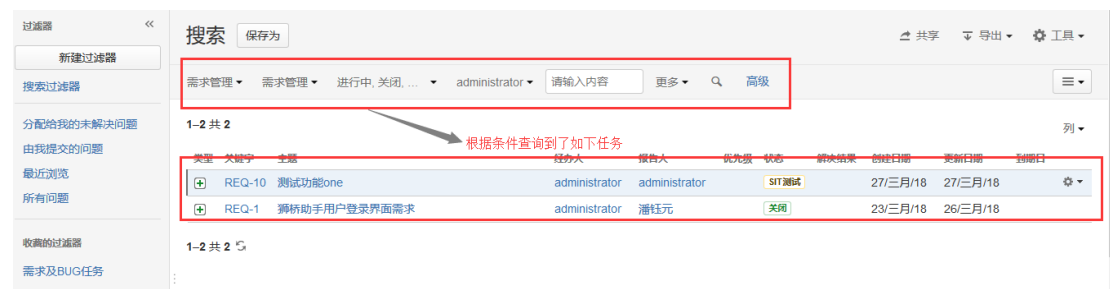 过滤器
新建过滤器
搜索过滤器
分配给我的未解决问题
由我提交的问题
最近浏览
所有问题
收藏的过滤器
需求及BUG任务
搜索 保存为 共享 导出 工具
需求管理 需求管理 进行中, 关闭, ... administrator 请输入内容 更多 高级
1–2 共 2 列
根据条件查询到了如下任务
类型 关键字 主题 经办人 报告人 优先级 状态 解决结果 创建日期 更新日期 到期日
REQ-10 测试功能one administrator administrator SIT测试 27/三月/18 27/三月/18
REQ-1 狮桥助手用户登录界面需求 administrator 潘钰元 关闭 23/三月/18 26/三月/18
1–2 共 2